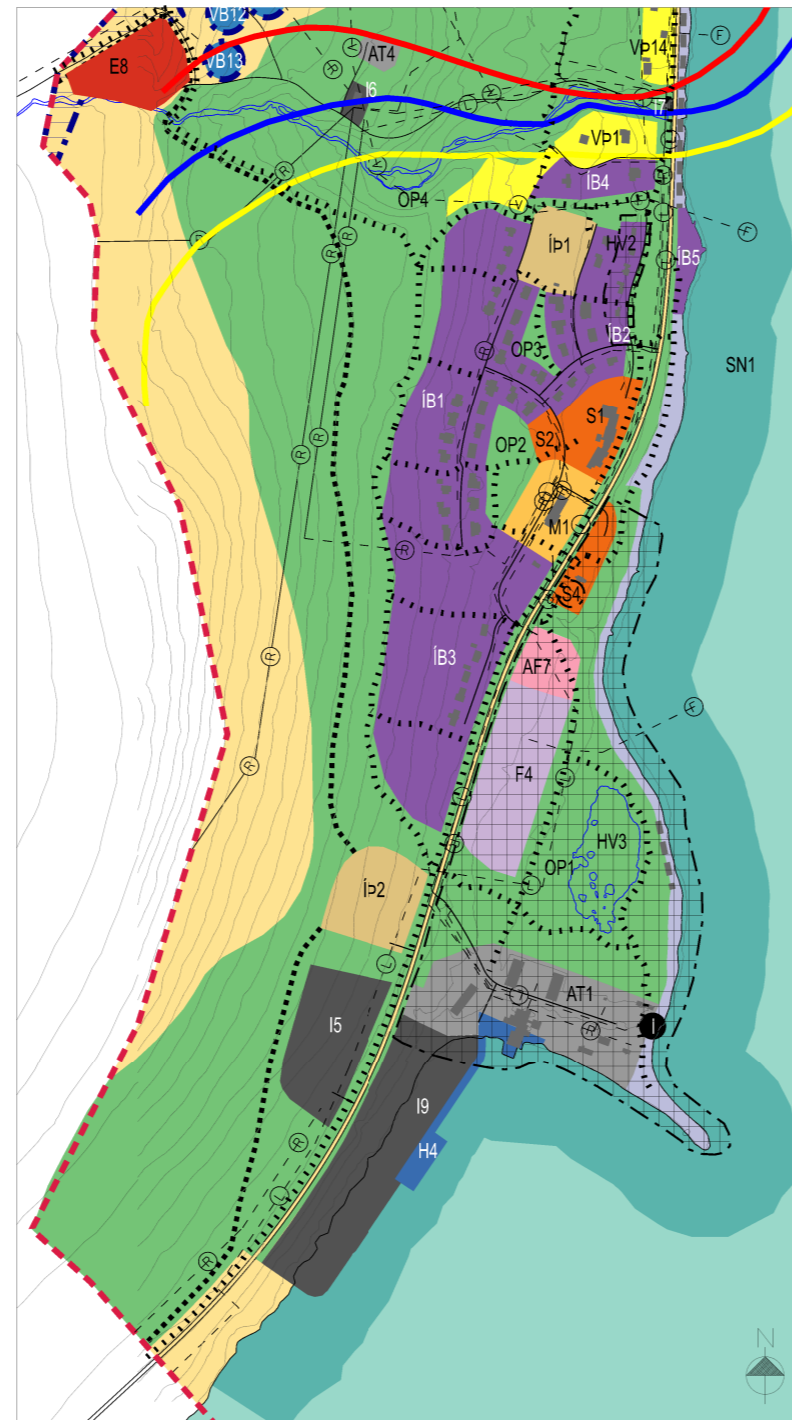 VB12
E8
VB13
AT4
I6
VÞ14
F
I7
VÞ1
ÍB4
OP4
V
F
ÍÞ1
HV2
ÍB5
R
R
R
R
L
ÍB2
OP3
SN1
ÍB1
S1
S2
OP2
R
R
M1
R
S4
ÍB3
AF7
R
F
F4
R
L
HV3
OP1
L
ÍÞ2
L
I5
AT1
L
R
I
I9
H4
R
L
R
N